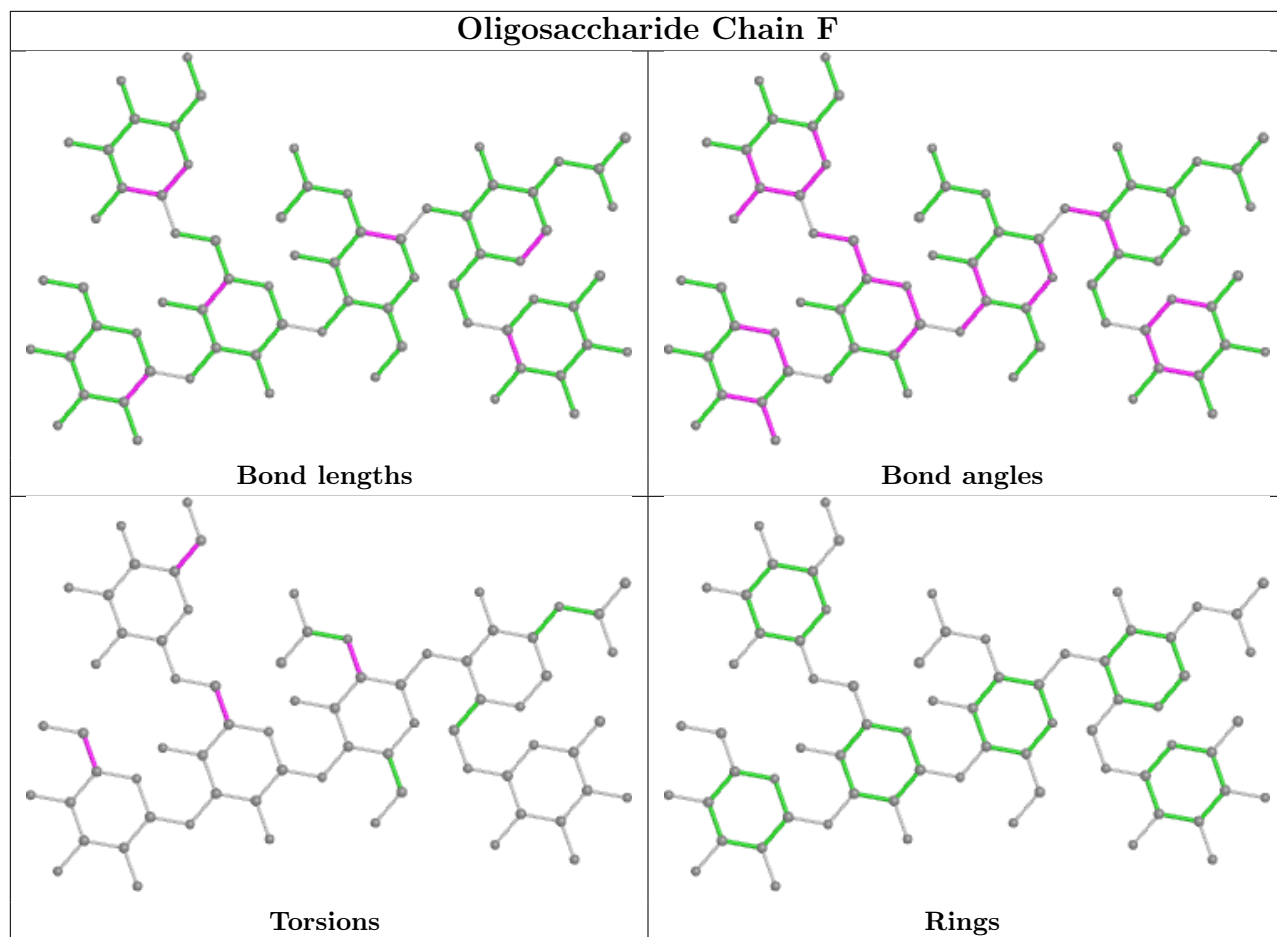 Oligosaccharide Chain F
Bond lengths
Bond angles
Torsions
Rings